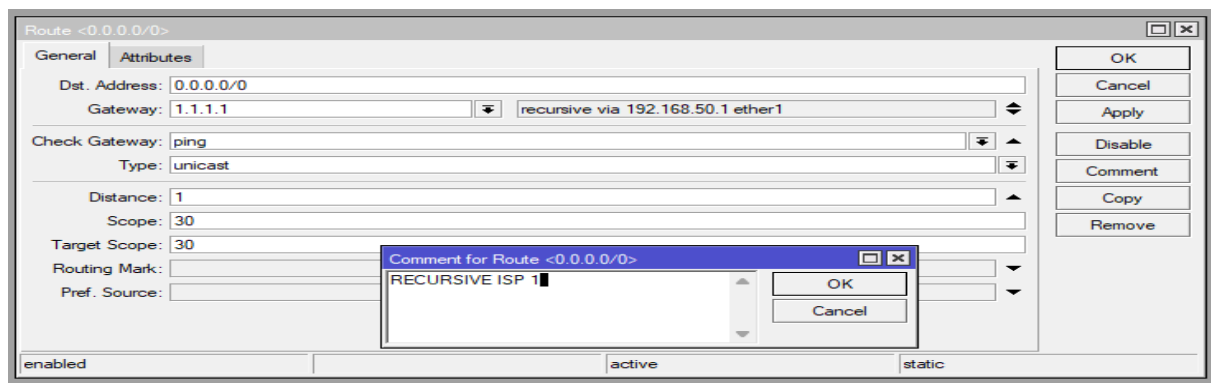 Route <0.0.0.0/0>
General Attributes
Dst. Address: 0.0.0.0/0
Gateway: 1.1.1.1 recursive via 192.168.50.1 ether1
Check Gateway: ping
Type: unicast
Distance: 1
Scope: 30
Target Scope: 30
Routing Mark:
Pref. Source:
OK
Cancel
Apply
Disable
Comment
Copy
Remove
Comment for Route <0.0.0.0/0>
RECURSIVE ISP 1
OK
Cancel
enabled active static